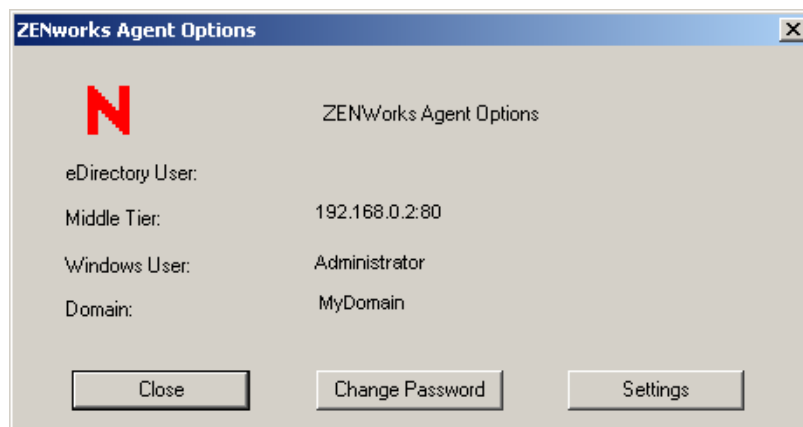 ZENworks Agent Options
N
ZENWorks Agent Options
eDirectory User:
Middle Tier: 192.168.0.2:80
Windows User: Administrator
Domain: MyDomain
Close Change Password Settings